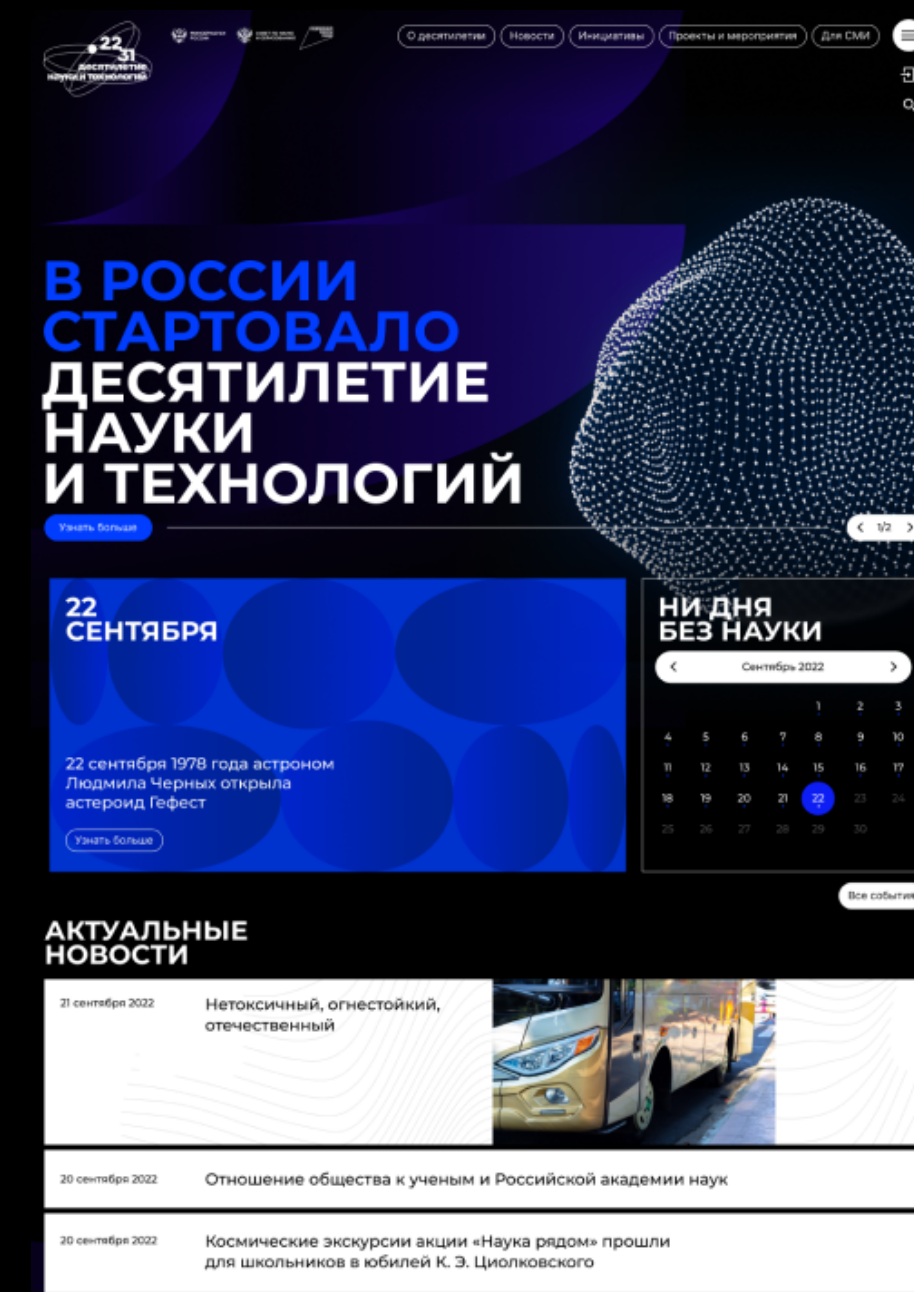 22
31
десятилетие
науки и технологий
О десятилетии
Новости
Инициативы
Проекты и мероприятия
Для СМИ
В РОССИИ
СТАРТОВАЛО
ДЕСЯТИЛЕТИЕ
НАУКИ
И ТЕХНОЛОГИЙ
Узнать больше
1/2
22
СЕНТЯБРЯ
22 сентября 1978 года астроном
Людмила Черных открыла
астероид Гефест
Узнать больше
НИ ДНЯ
БЕЗ НАУКИ
Сентябрь 2022
1 2 3
4 5 6 7 8 9 10
11 12 13 14 15 16 17
18 19 20 21 22 23 24
25 26 27 28 29 30
Все события
АКТУАЛЬНЫЕ
НОВОСТИ
21 сентября 2022
Нетоксичный, огнестойкий,
отечественный
20 сентября 2022
Отношение общества к ученым и Российской академии наук
20 сентября 2022
Космические экскурсии акции «Наука рядом» прошли
для школьников в юбилей К. Э. Циолковского